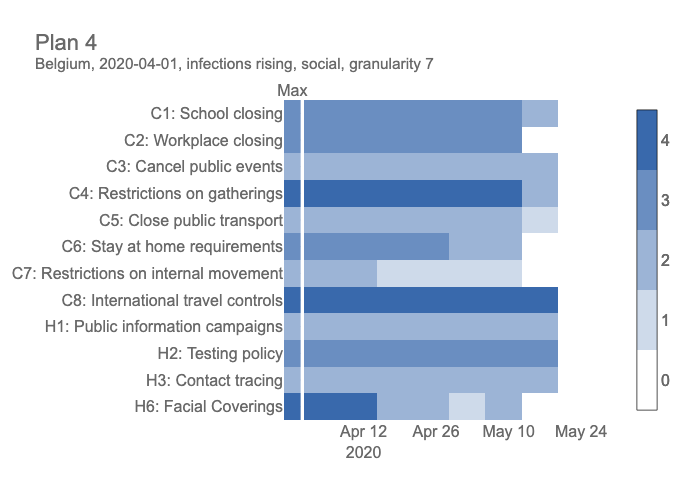 Plan 4
Belgium, 2020-04-01, infections rising, social, granularity 7
Max
C1: School closing
C2: Workplace closing
C3: Cancel public events
C4: Restrictions on gatherings
C5: Close public transport
C6: Stay at home requirements
C7: Restrictions on internal movement
C8: International travel controls
H1: Public information campaigns
H2: Testing policy
H3: Contact tracing
H6: Facial Coverings
Apr 12 Apr 26 May 10 May 24
2020
4
3
2
1
0